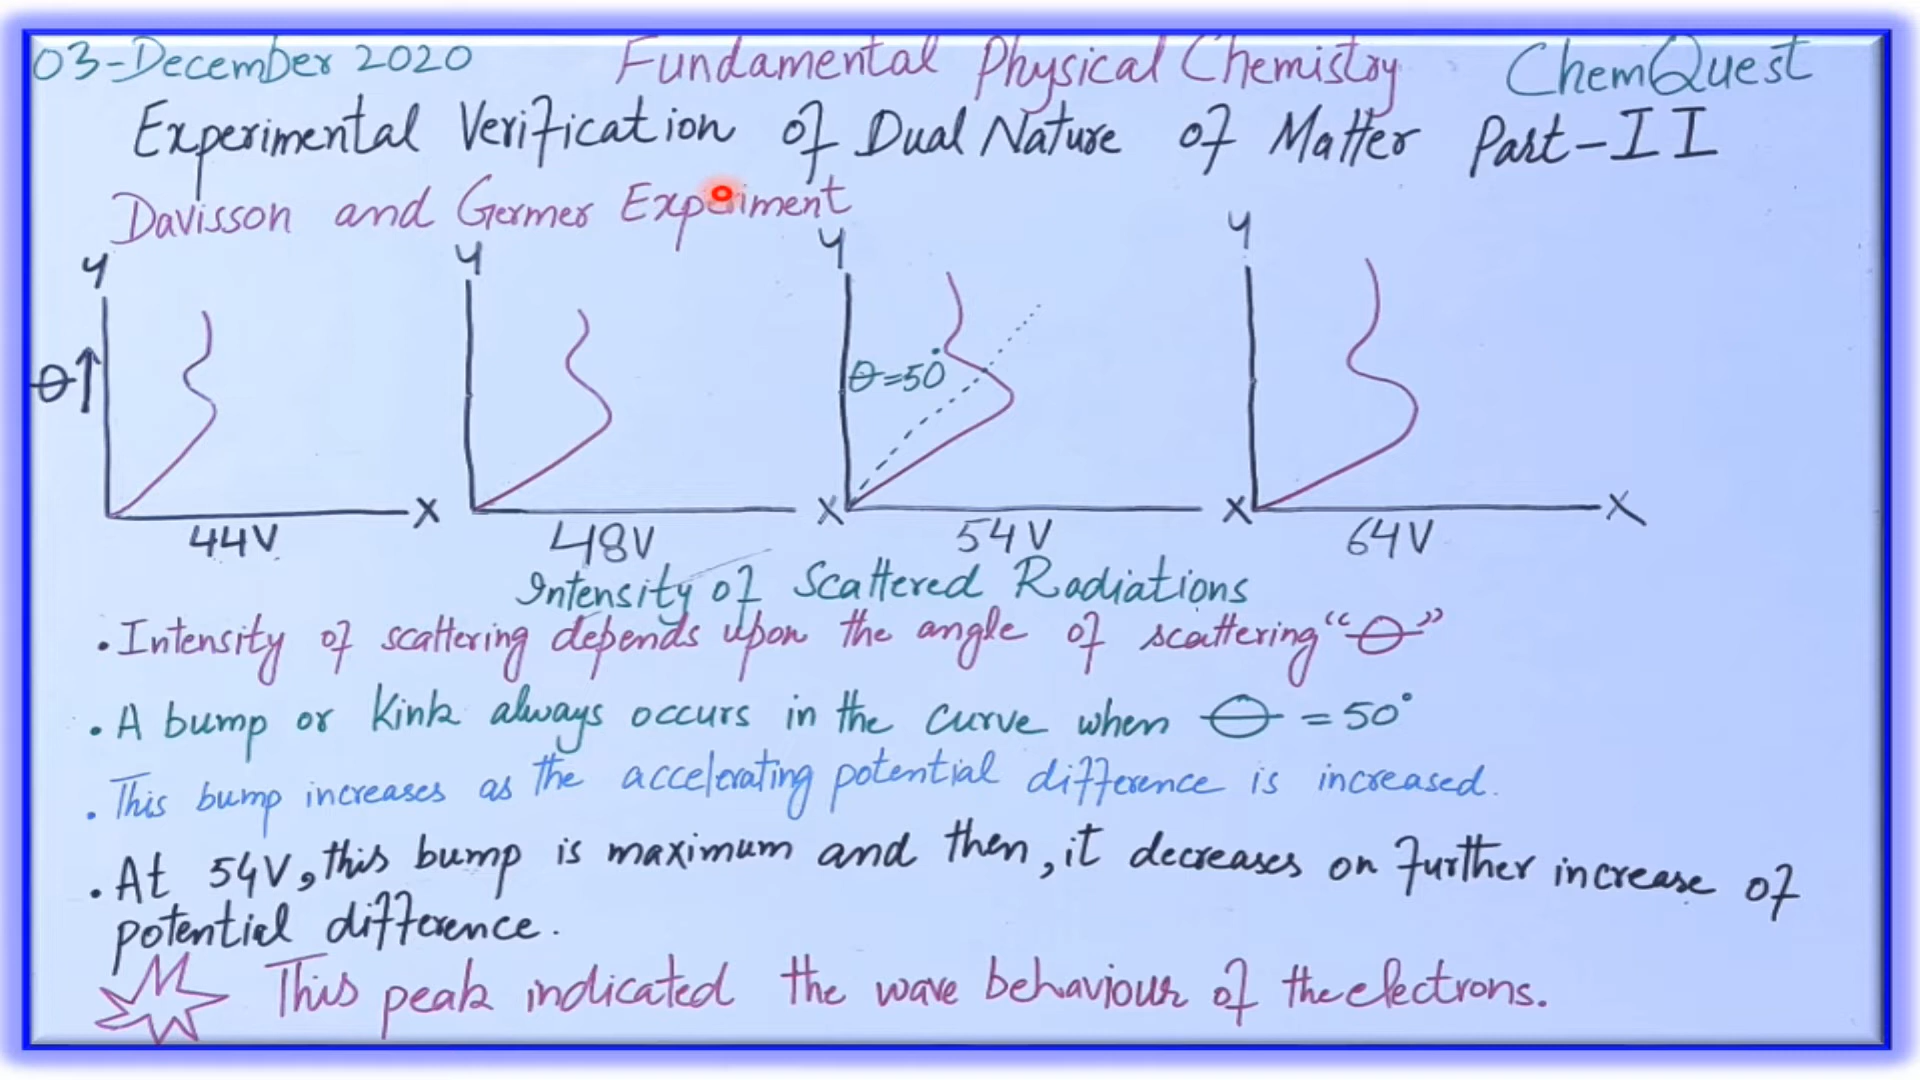 03-December 2020 Fundamental Physical Chemistry ChemQuest
Experimental Verification of Dual Nature of Matter Part-II
Davisson and Germer Experiment
Y Y Y Y
θ↑ θ=50°
X X X X
44V 48V 54V 64V
Intensity of Scattered Radiations
• Intensity of scattering depends upon the angle of scattering "θ"
• A bump or Kink always occurs in the curve when θ = 50°
• This bump increases as the accelerating potential difference is increased.
• At 54V, this bump is maximum and then, it decreases on further increase of
potential difference.
This peak indicated the wave behaviour of the electrons.